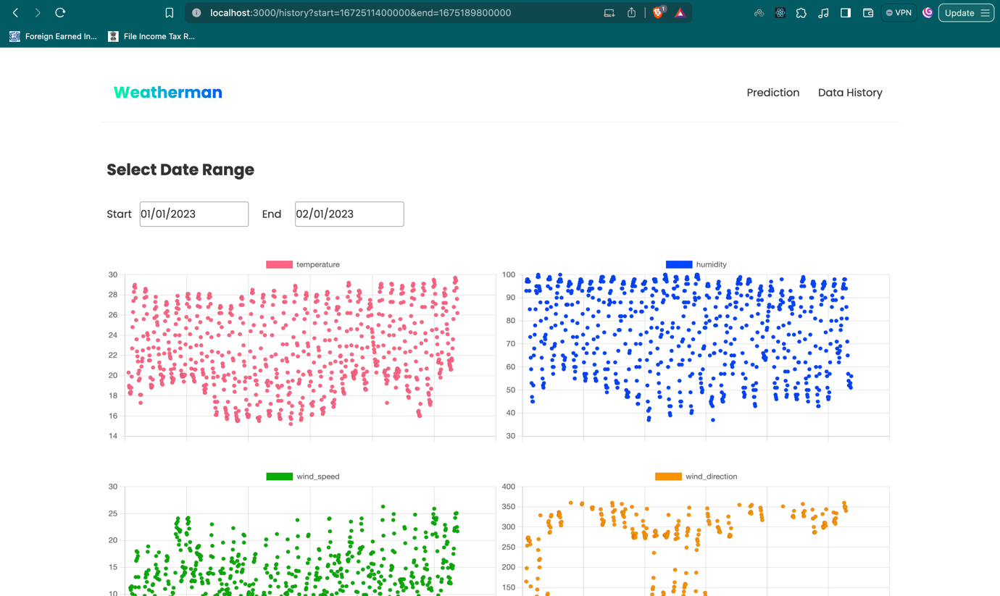 localhost:3000/history?start=1672511400000&end=1675189800000
1
VPN
Update
Foreign Earned In...
File Income Tax R...
Weatherman
Prediction
Data History
Select Date Range
Start 01/01/2023 End 02/01/2023
temperature
30
28
26
24
22
20
18
16
14
humidity
100
90
80
70
60
50
40
30
wind_speed
30
25
20
15
10
wind_direction
400
350
300
250
200
150